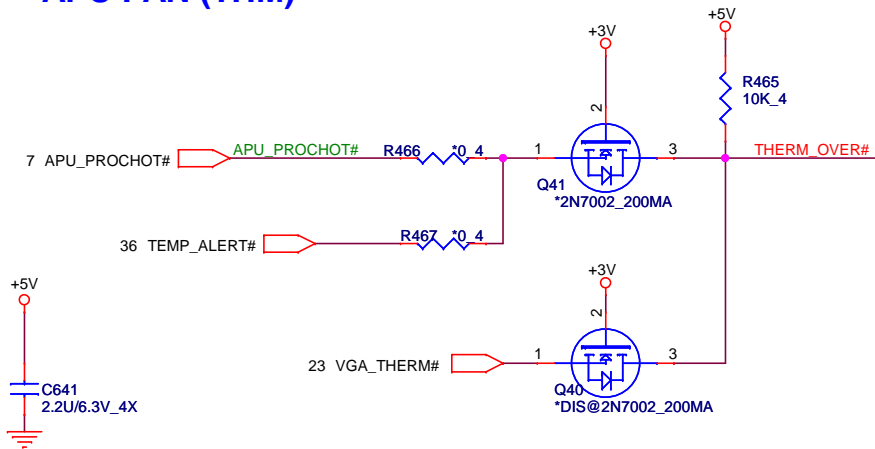 +5V
+3V
R465
10K_4
2
7 APU_PROCHOT#
APU_PROCHOT#
R466
*0_4
1
3
THERM_OVER#
Q41
*2N7002_200MA
36 TEMP_ALERT#
R467
*0_4
+5V
+3V
2
23 VGA_THERM#
1
3
C641
2.2U/6.3V_4X
Q40
*DIS@2N7002_200MA